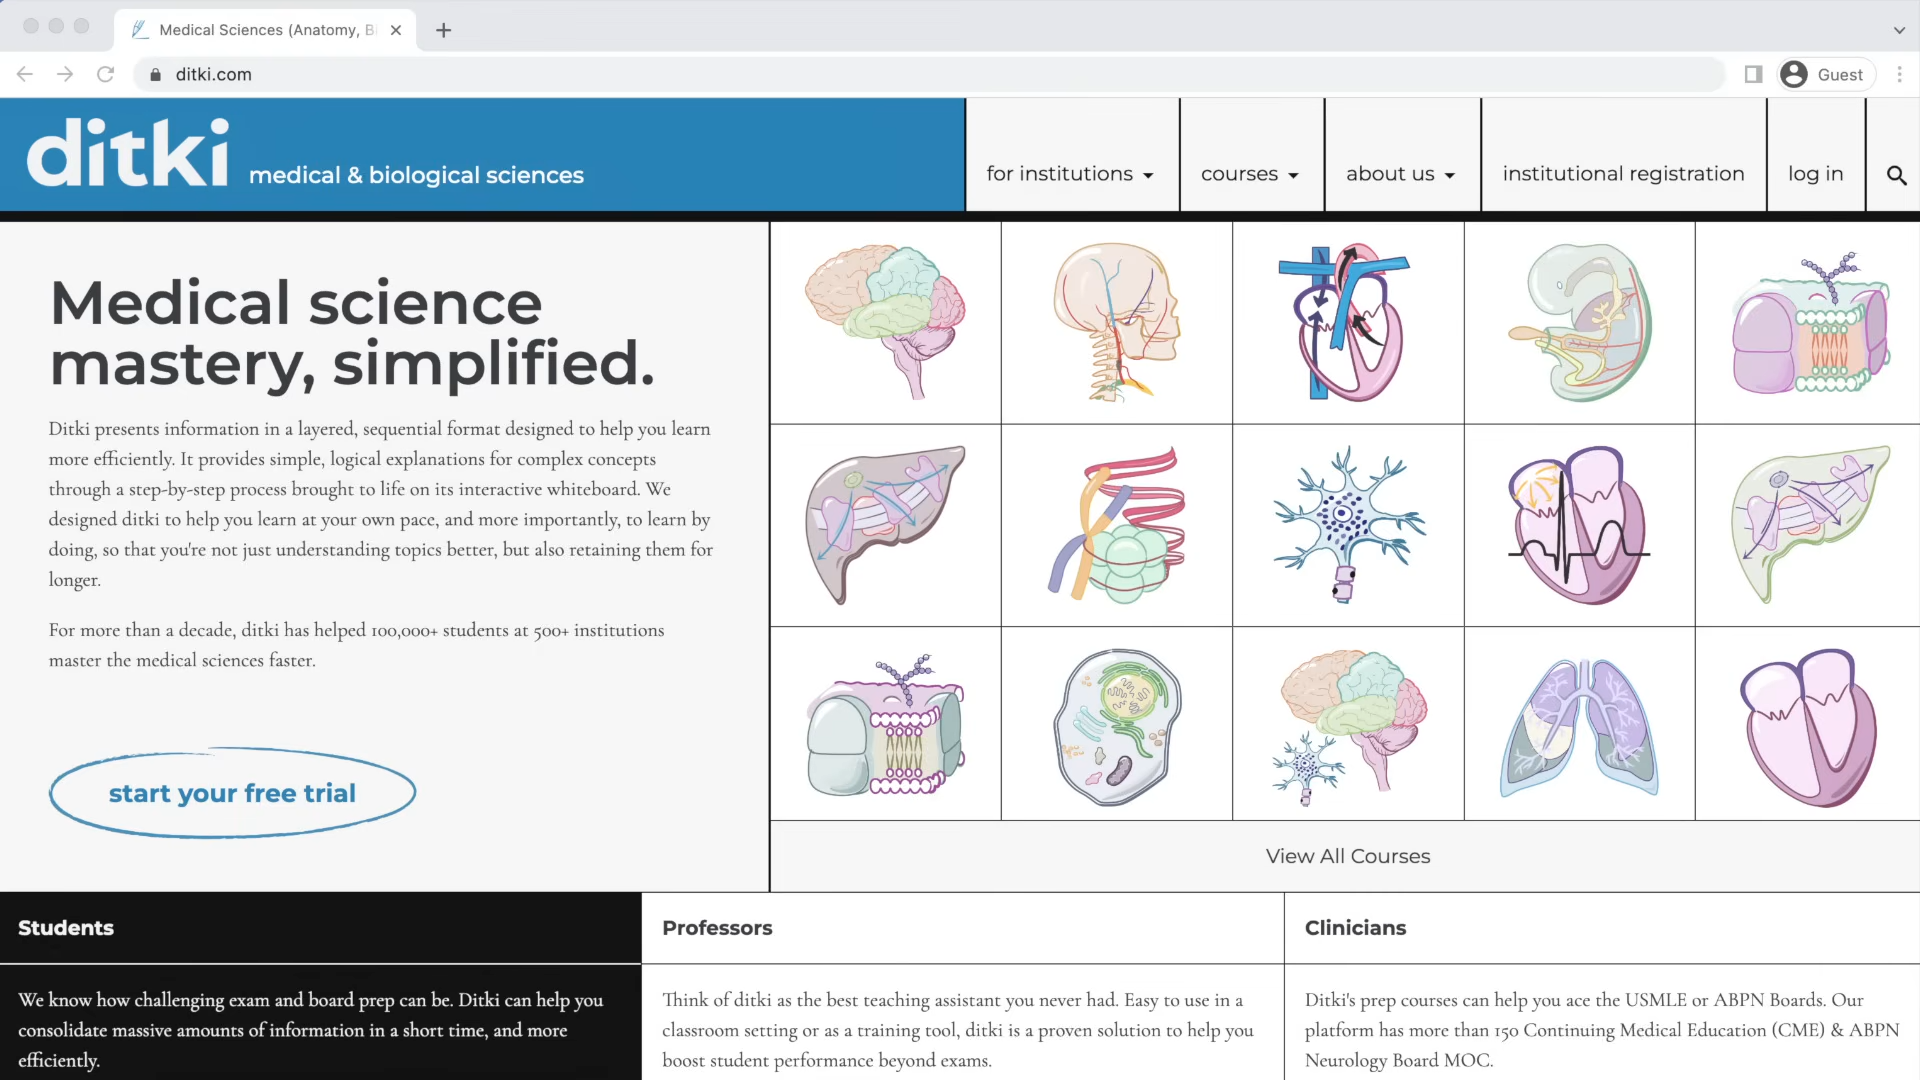 Medical Sciences (Anatomy, B
ditki.com
Guest
ditki medical & biological sciences
for institutions
courses
about us
institutional registration
log in
Medical science
mastery, simplified.
Ditki presents information in a layered, sequential format designed to help you learn
more efficiently. It provides simple, logical explanations for complex concepts
through a step-by-step process brought to life on its interactive whiteboard. We
designed ditki to help you learn at your own pace, and more importantly, to learn by
doing, so that you're not just understanding topics better, but also retaining them for
longer.
For more than a decade, ditki has helped 100,000+ students at 500+ institutions
master the medical sciences faster.
start your free trial
View All Courses
Students
We know how challenging exam and board prep can be. Ditki can help you
consolidate massive amounts of information in a short time, and more
efficiently.
Professors
Think of ditki as the best teaching assistant you never had. Easy to use in a
classroom setting or as a training tool, ditki is a proven solution to help you
boost student performance beyond exams.
Clinicians
Ditki's prep courses can help you ace the USMLE or ABPN Boards. Our
platform has more than 150 Continuing Medical Education (CME) & ABPN
Neurology Board MOC.